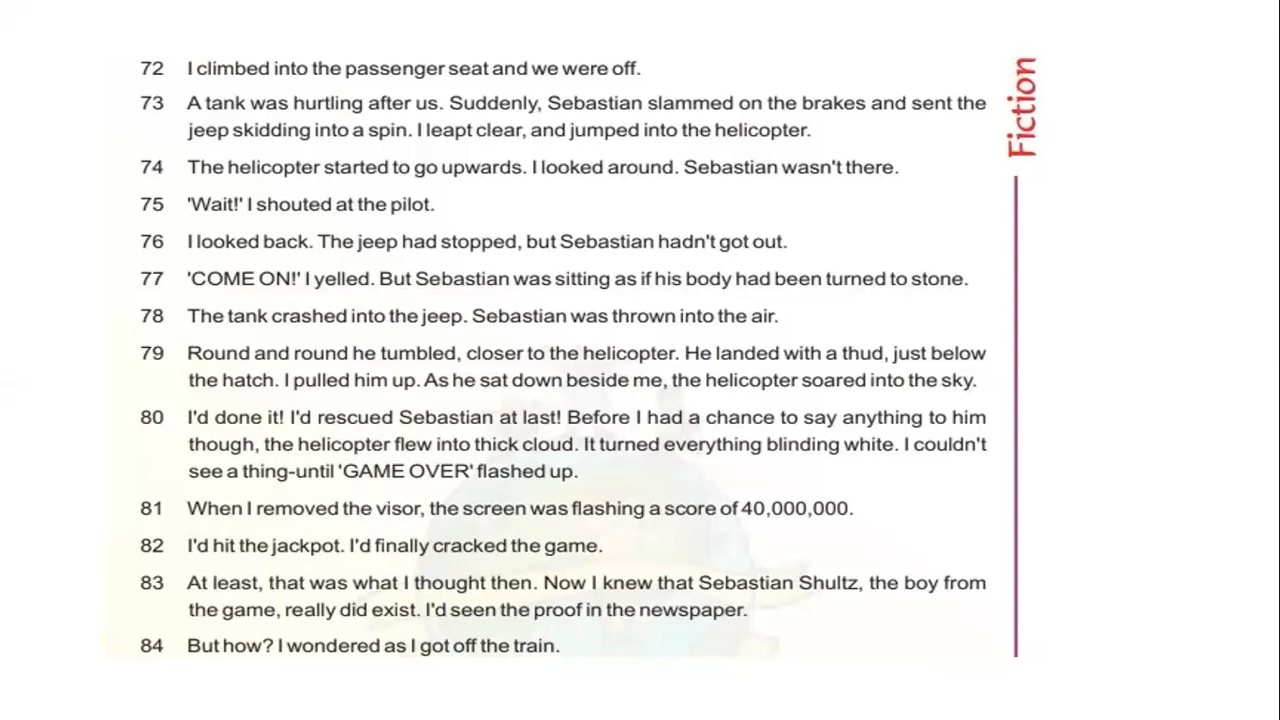 72 I climbed into the passenger seat and we were off.
73 A tank was hurtling after us. Suddenly, Sebastian slammed on the brakes and sent the
jeep skidding into a spin. I leapt clear, and jumped into the helicopter.
74 The helicopter started to go upwards. I looked around. Sebastian wasn't there.
75 'Wait!' I shouted at the pilot.
76 I looked back. The jeep had stopped, but Sebastian hadn't got out.
77 'COME ON!' I yelled. But Sebastian was sitting as if his body had been turned to stone.
78 The tank crashed into the jeep. Sebastian was thrown into the air.
79 Round and round he tumbled, closer to the helicopter. He landed with a thud, just below
the hatch. I pulled him up. As he sat down beside me, the helicopter soared into the sky.
80 I'd done it! I'd rescued Sebastian at last! Before I had a chance to say anything to him
though, the helicopter flew into thick cloud. It turned everything blinding white. I couldn't
see a thing-until 'GAME OVER' flashed up.
81 When I removed the visor, the screen was flashing a score of 40,000,000.
82 I'd hit the jackpot. I'd finally cracked the game.
83 At least, that was what I thought then. Now I knew that Sebastian Shultz, the boy from
the game, really did exist. I'd seen the proof in the newspaper.
84 But how? I wondered as I got off the train.
Fiction